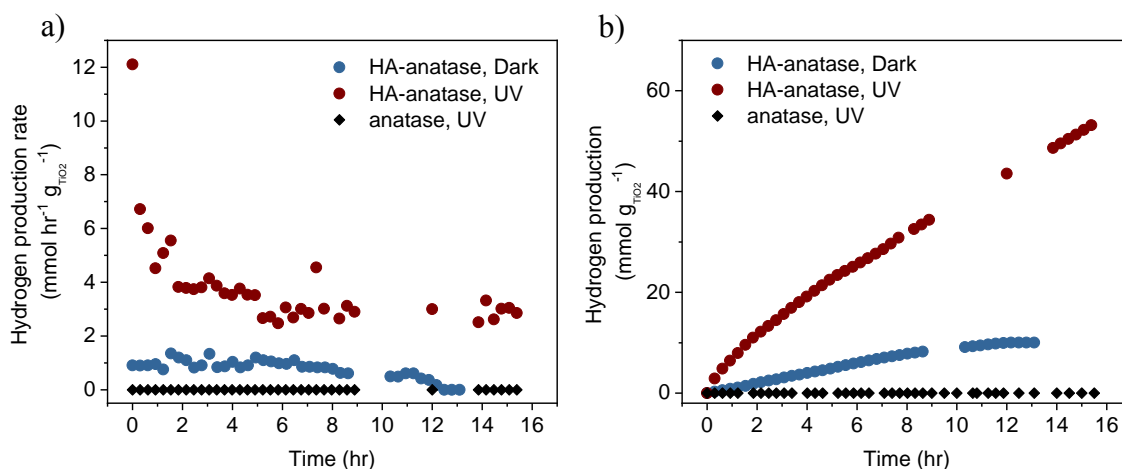 a)
Hydrogen production rate
(mmol hr⁻¹ g_TiO2⁻¹)
12
10
8
6
4
2
0
HA-anatase, Dark
HA-anatase, UV
anatase, UV
0 2 4 6 8 10 12 14 16
Time (hr)
b)
Hydrogen production
(mmol g_TiO2⁻¹)
60
40
20
0
HA-anatase, Dark
HA-anatase, UV
anatase, UV
0 2 4 6 8 10 12 14 16
Time (hr)